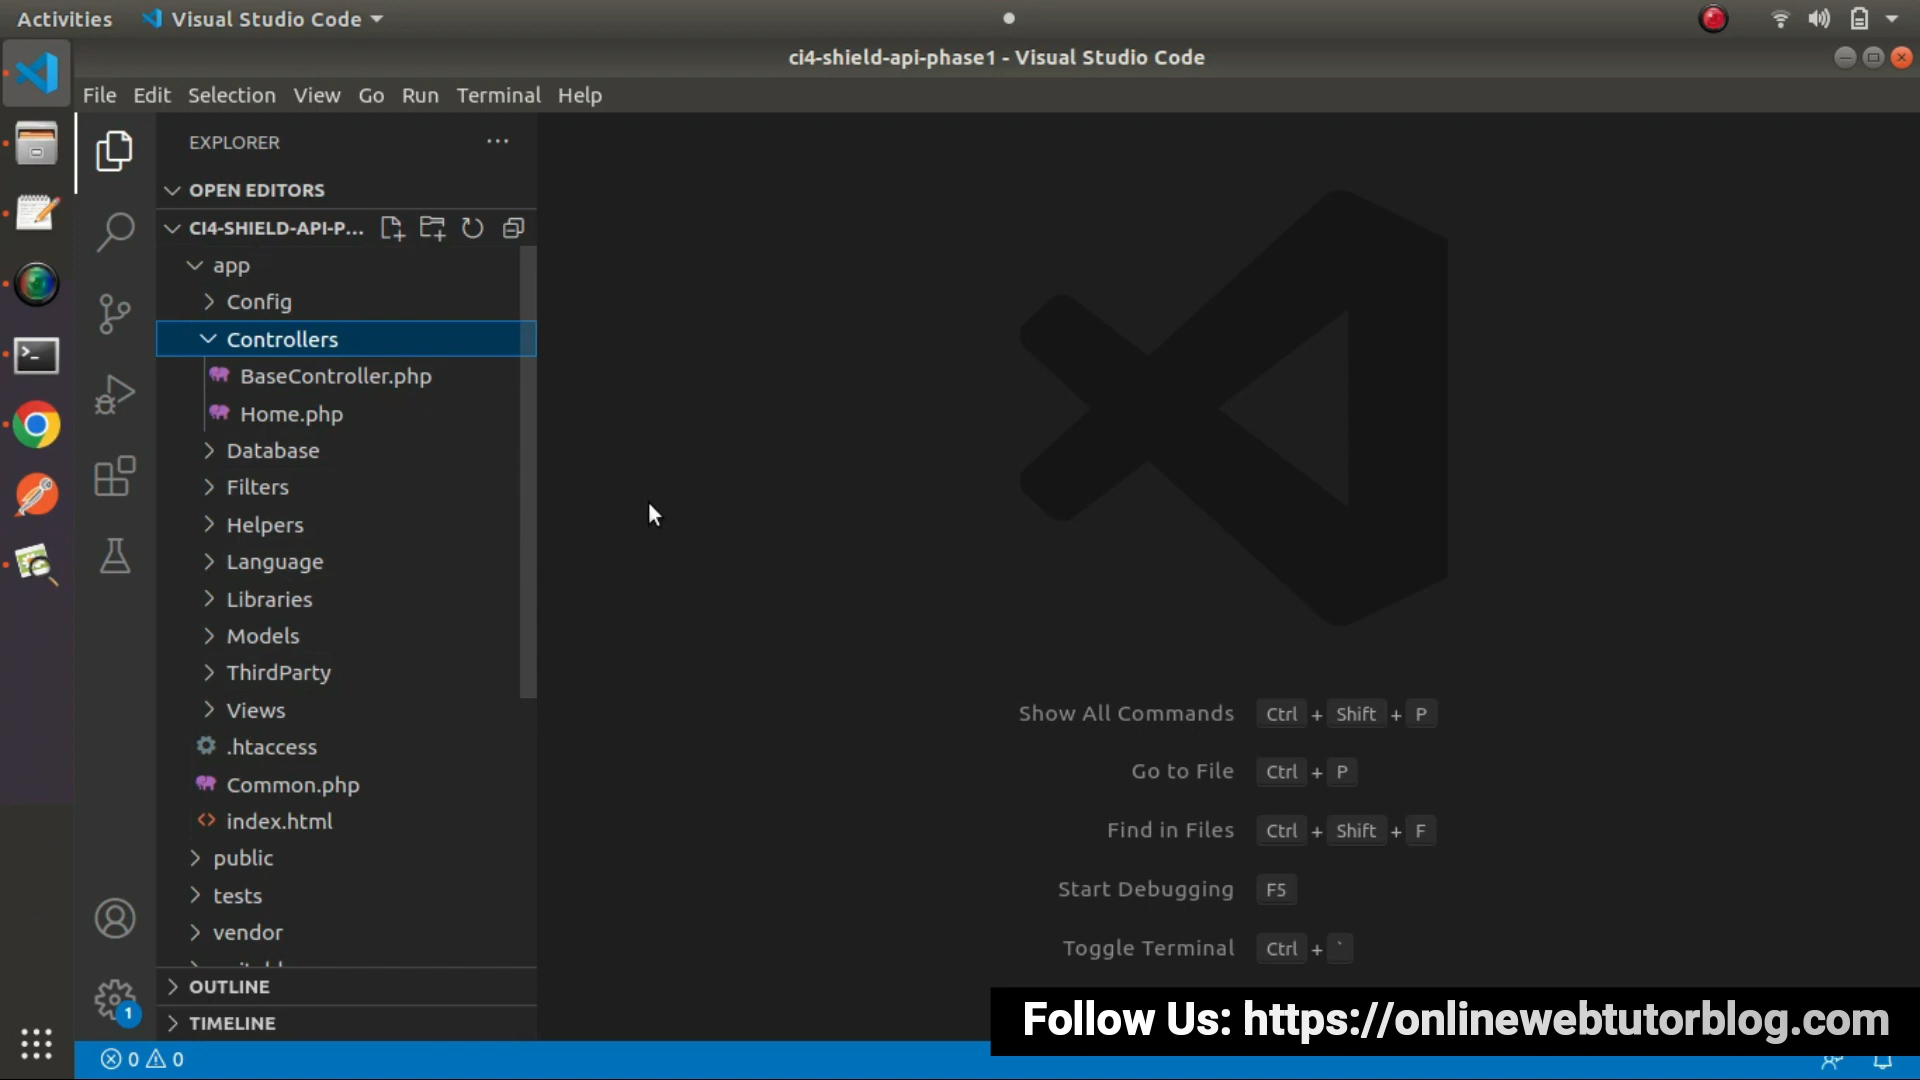 Activities
Visual Studio Code
ci4-shield-api-phase1 - Visual Studio Code
File Edit Selection View Go Run Terminal Help
EXPLORER
OPEN EDITORS
CI4-SHIELD-API-P...
app
Config
Controllers
BaseController.php
Home.php
Database
Filters
Helpers
Language
Libraries
Models
ThirdParty
Views
.htaccess
Common.php
index.html
public
tests
vendor
OUTLINE
TIMELINE
Show All Commands Ctrl + Shift + P
Go to File Ctrl + P
Find in Files Ctrl + Shift + F
Start Debugging F5
Toggle Terminal Ctrl + `
1
Follow Us: https://onlinewebtutorblog.com
0 0